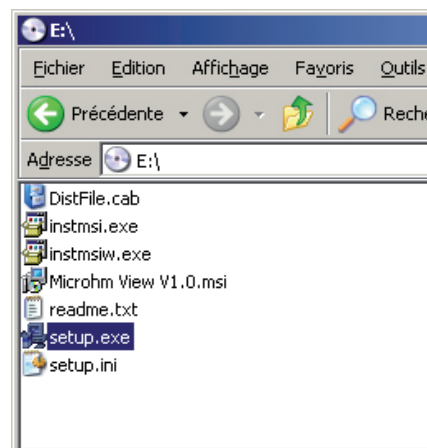 E:\
Fichier Edition Affichage Favoris Outils
Précédente
Adresse E:\
DistFile.cab
instmsi.exe
instmsiw.exe
Microhm View V1.0.msi
readme.txt
setup.exe
setup.ini